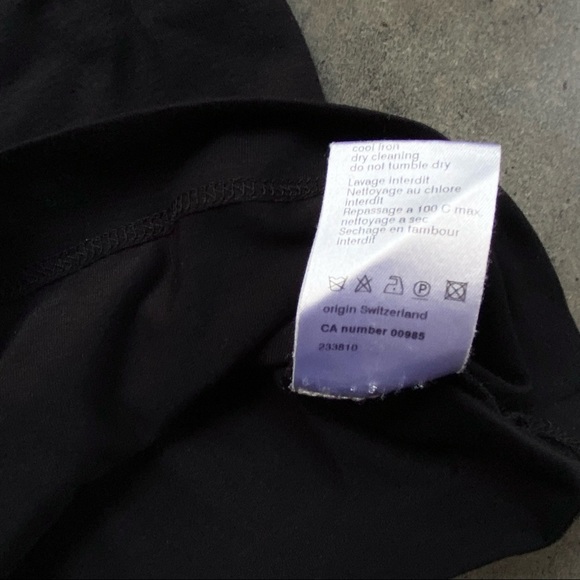 cool iron
dry cleaning
do not tumble dry
Lavage interdit
Nettoyage au chlore
interdit
Repassage a 100 C max.
nettoyage a sec
Sechage en tambour
interdit
P
origin Switzerland
CA number 00985
233810